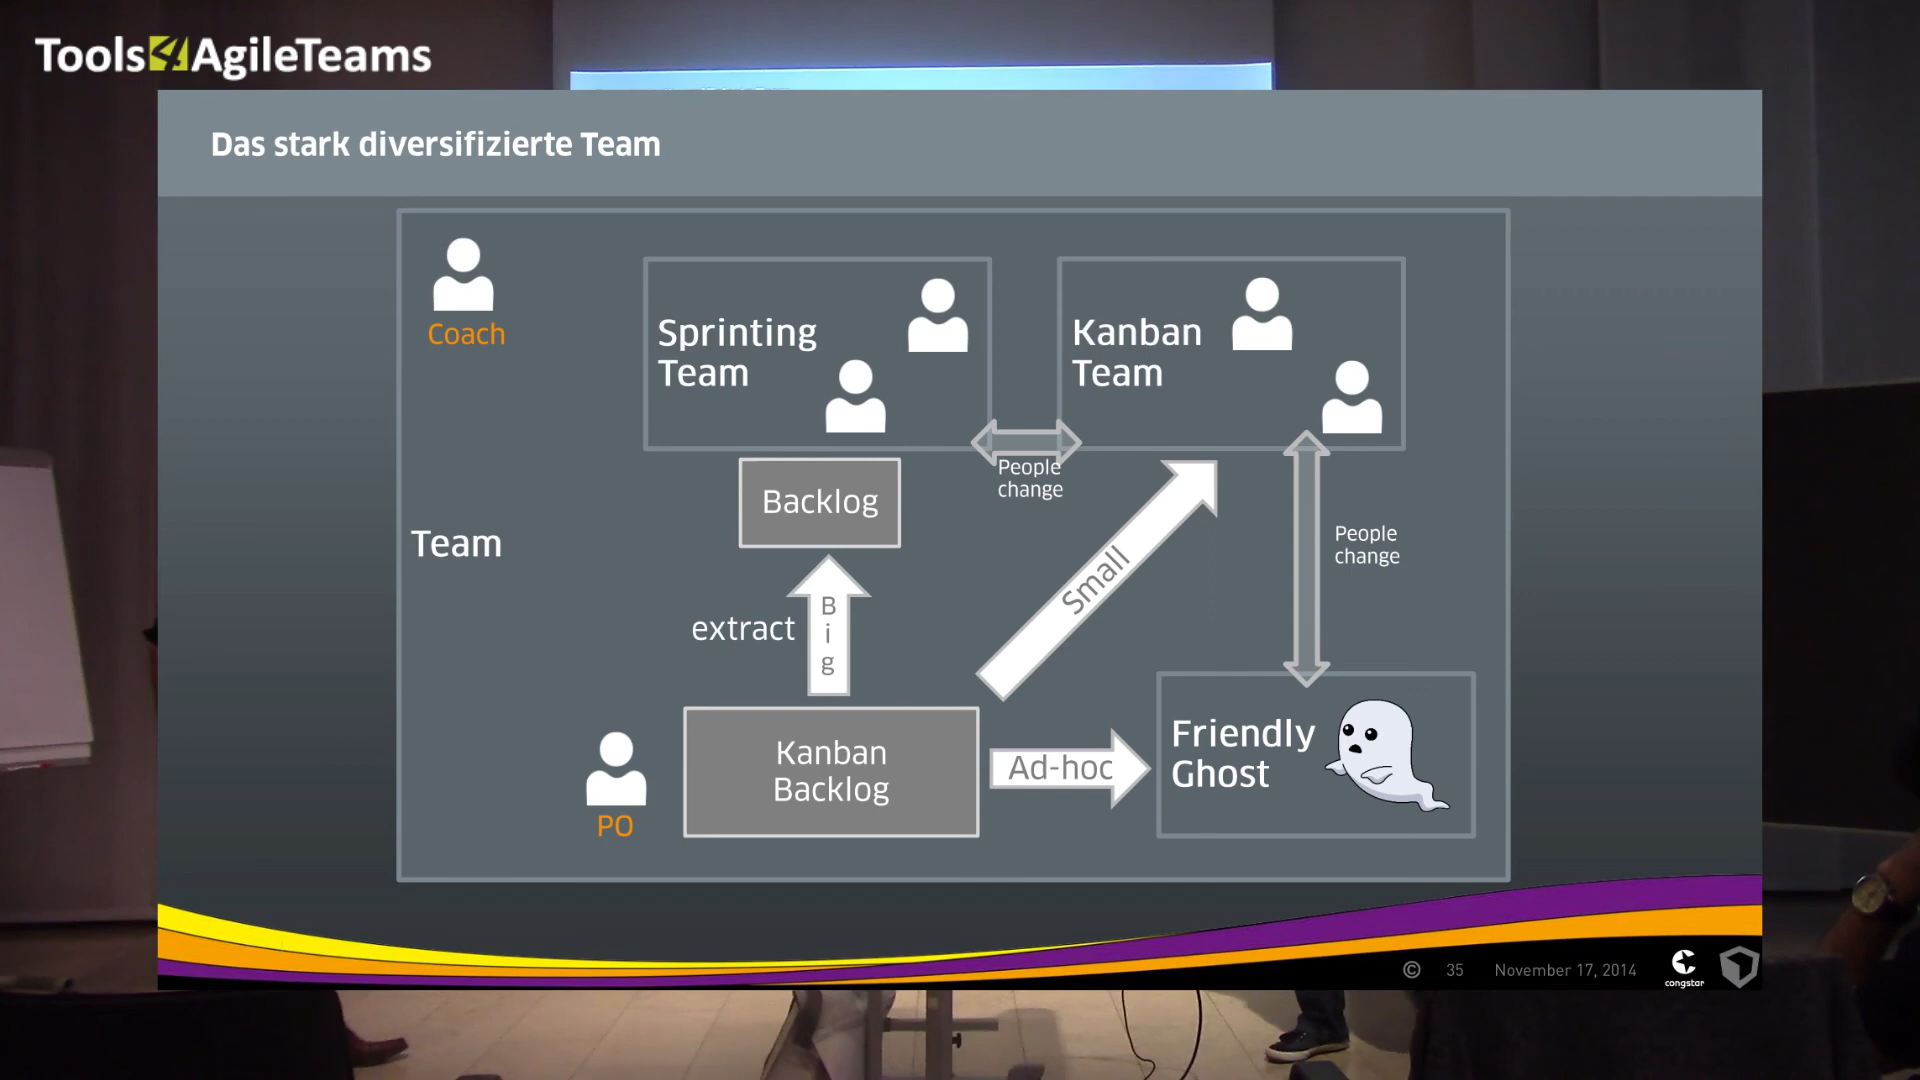 Tools4AgileTeams
Das stark diversifizierte Team
Coach
Sprinting
Team
Kanban
Team
People
change
Backlog
Team
People
change
extract
Big
Small
Kanban
Backlog
Ad-hoc
Friendly
Ghost
PO
© 35 November 17, 2014
congstar